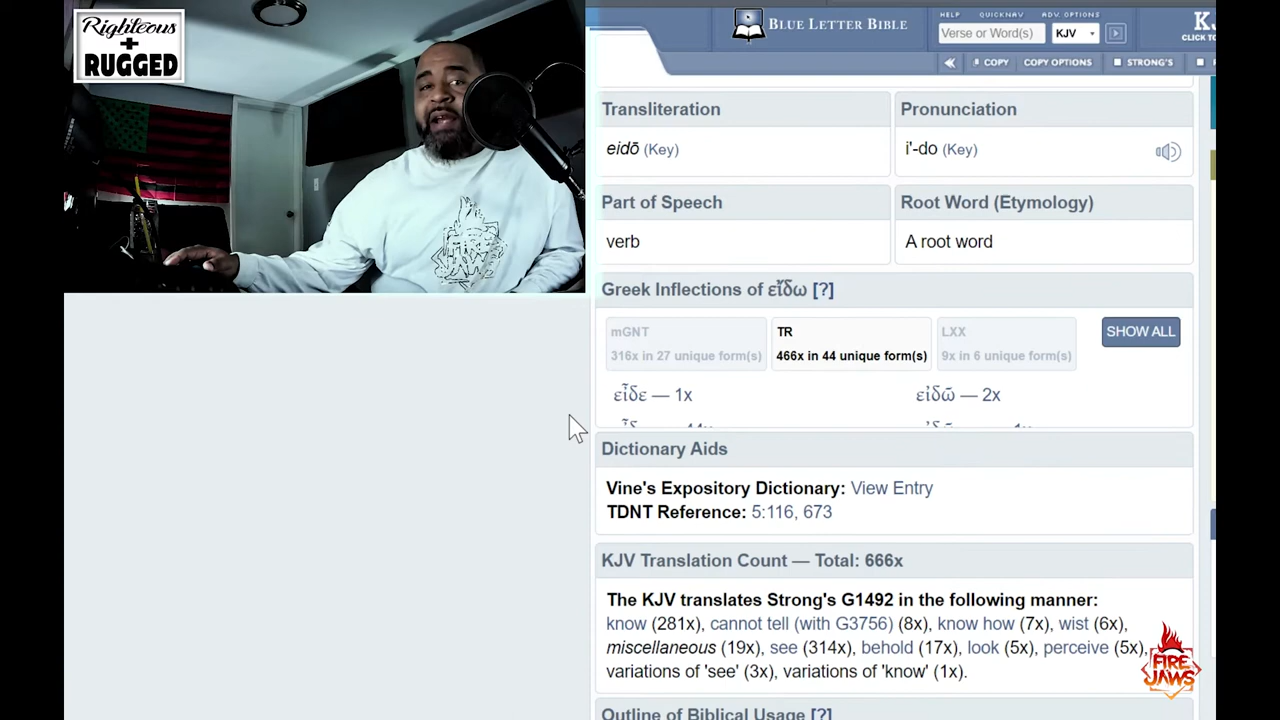 Righteous
+
RUGGED
BLUE LETTER BIBLE
HELP QUICKNAV ADV. OPTIONS
Verse or Word(s) KJV
COPY COPY OPTIONS STRONG'S
Transliteration Pronunciation
eidō (Key) i'-do (Key)
Part of Speech Root Word (Etymology)
verb A root word
Greek Inflections of εἴδω [?]
mGNT TR LXX SHOW ALL
316x in 27 unique form(s) 466x in 44 unique form(s) 9x in 6 unique form(s)
εἶδε — 1x εἰδῶ — 2x
Dictionary Aids
Vine's Expository Dictionary: View Entry
TDNT Reference: 5:116, 673
KJV Translation Count — Total: 666x
The KJV translates Strong's G1492 in the following manner:
know (281x), cannot tell (with G3756) (8x), know how (7x), wist (6x),
miscellaneous (19x), see (314x), behold (17x), look (5x), perceive (5x),
variations of 'see' (3x), variations of 'know' (1x).
Outline of Biblical Usage [?]
FIRE
JAWS